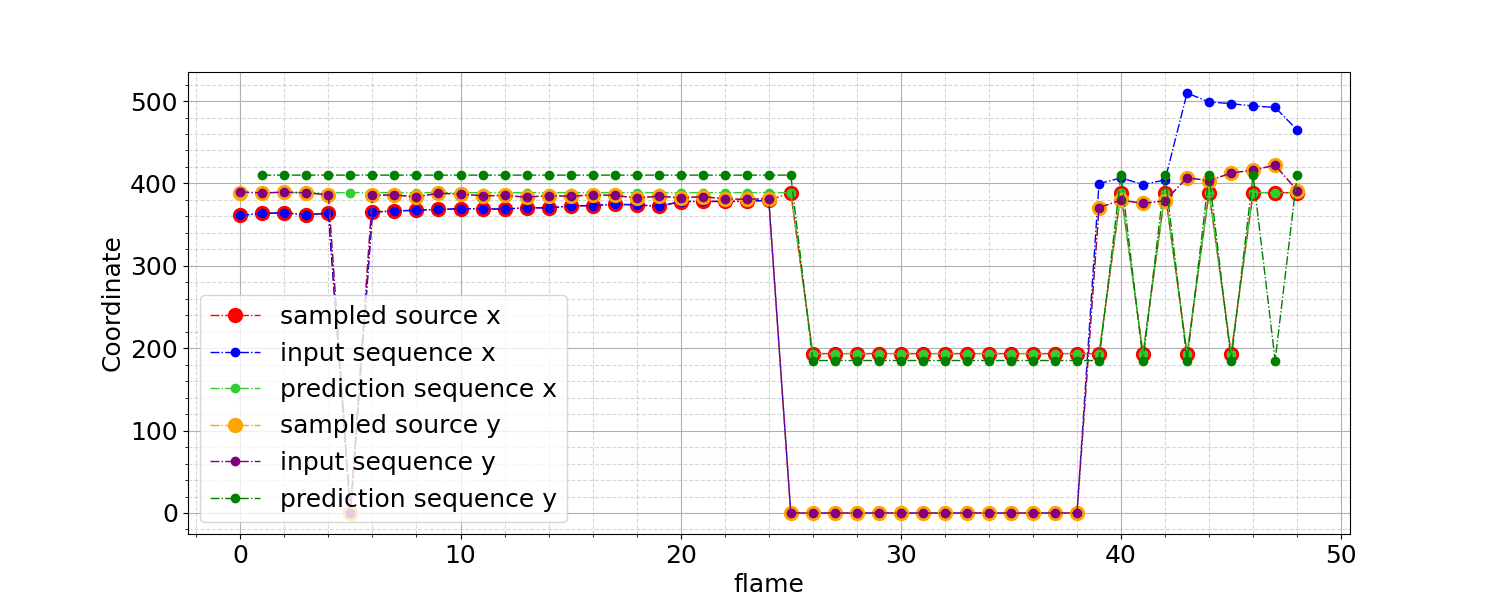 500
400
300
200
100
0
Coordinate
sampled source x
input sequence x
prediction sequence x
sampled source y
input sequence y
prediction sequence y
0 10 20 30 40 50
flame